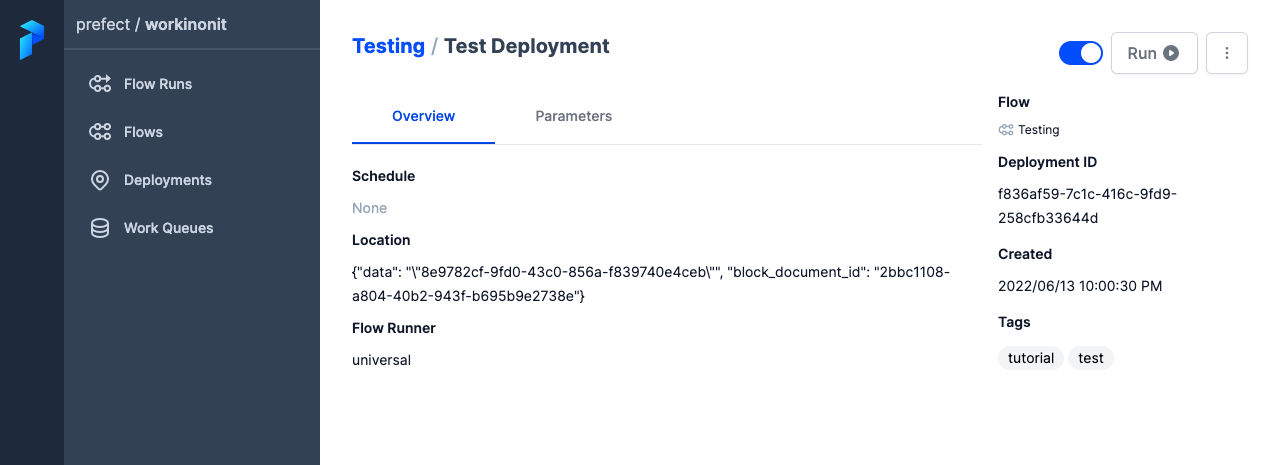 prefect / workinonit
Flow Runs
Flows
Deployments
Work Queues
Testing / Test Deployment
Run
Overview
Parameters
Schedule
None
Location
{"data": "\"8e9782cf-9fd0-43c0-856a-f839740e4ceb\"", "block_document_id": "2bbc1108-
a804-40b2-943f-b695b9e2738e"}
Flow Runner
universal
Flow
Testing
Deployment ID
f836af59-7c1c-416c-9fd9-
258cfb33644d
Created
2022/06/13 10:00:30 PM
Tags
tutorial test